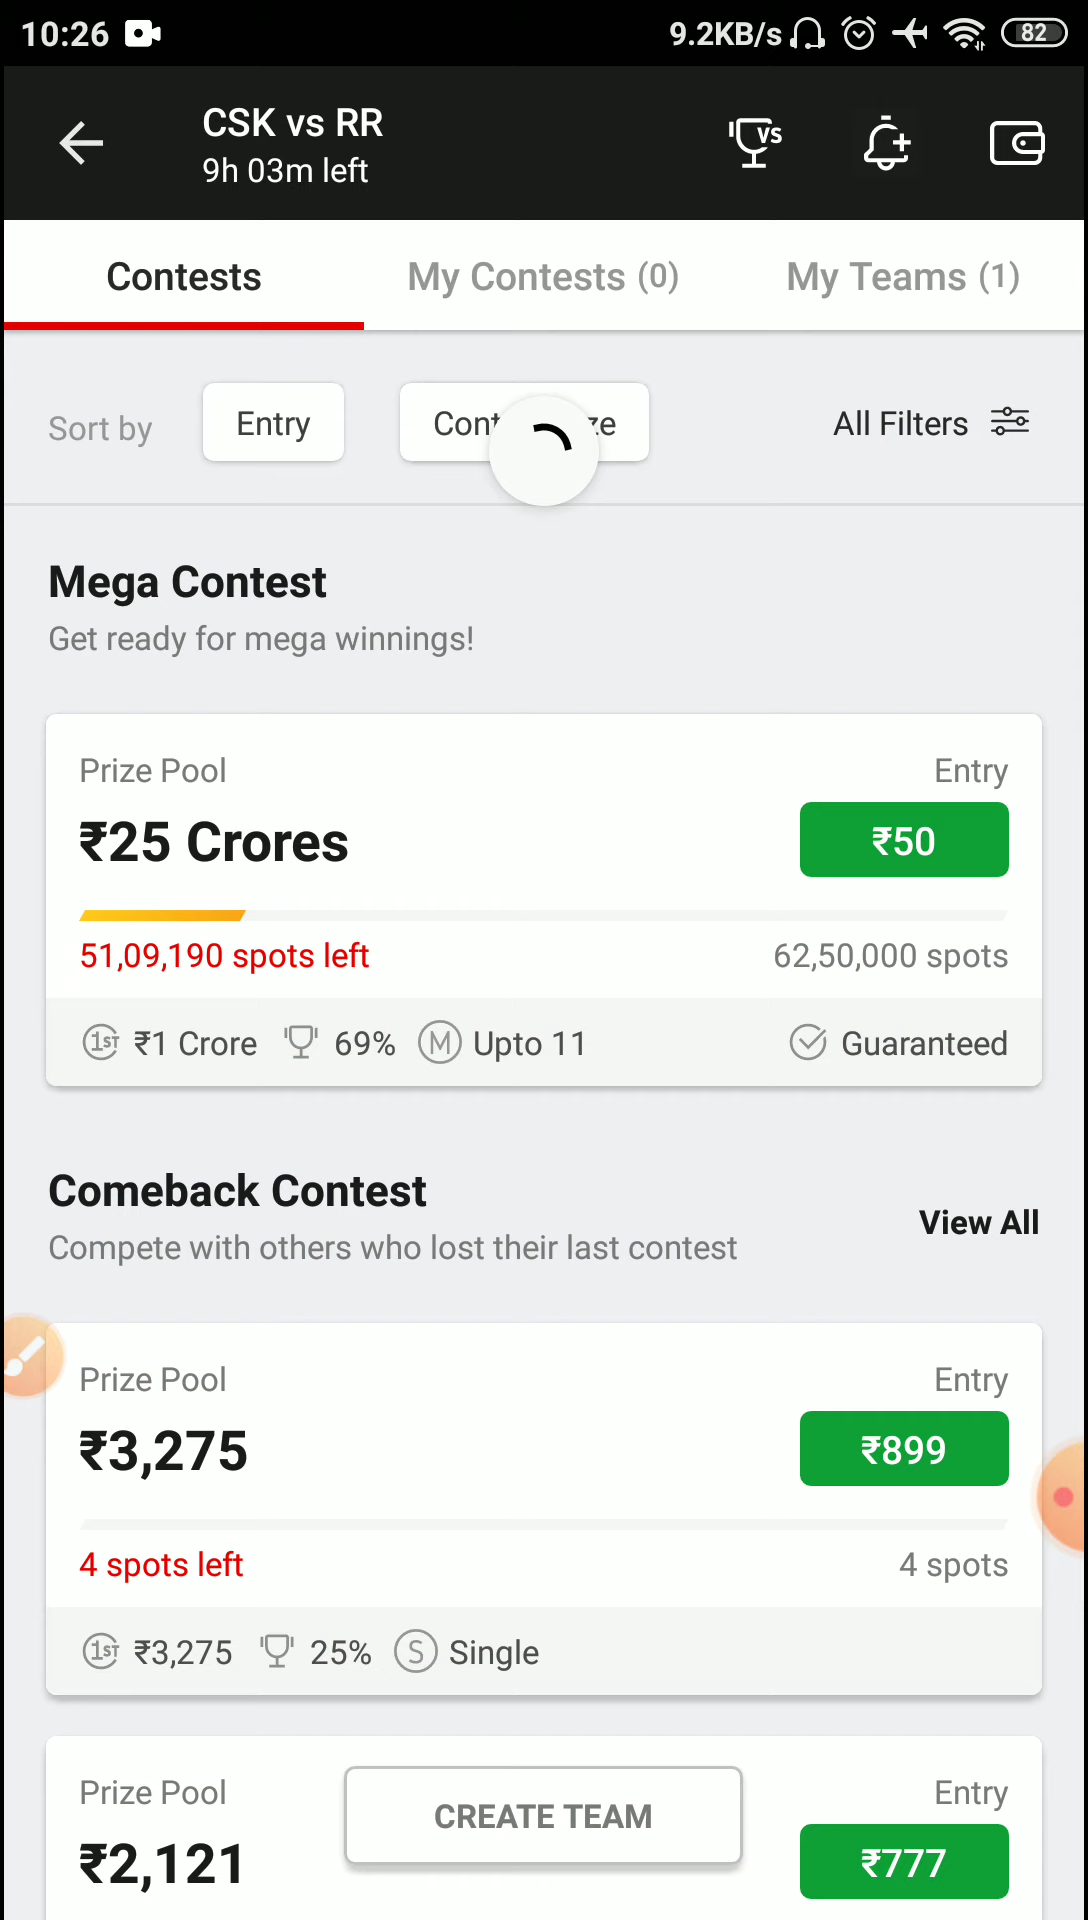 10:26
9.2KB/s
82
CSK vs RR
VS
9h 03m left
Contests
My Contests (0)
My Teams (1)
Sort by
Entry
All Filters
Mega Contest
Get ready for mega winnings!
Prize Pool
Entry
₹25 Crores
₹50
51,09,190 spots left
62,50,000 spots
1ST ₹1 Crore
69%
M Upto 11
Guaranteed
Comeback Contest
View All
Compete with others who lost their last contest
Prize Pool
Entry
₹3,275
₹899
4 spots left
4 spots
1ST ₹3,275
25%
S Single
Prize Pool
Entry
CREATE TEAM
₹2,121
₹777